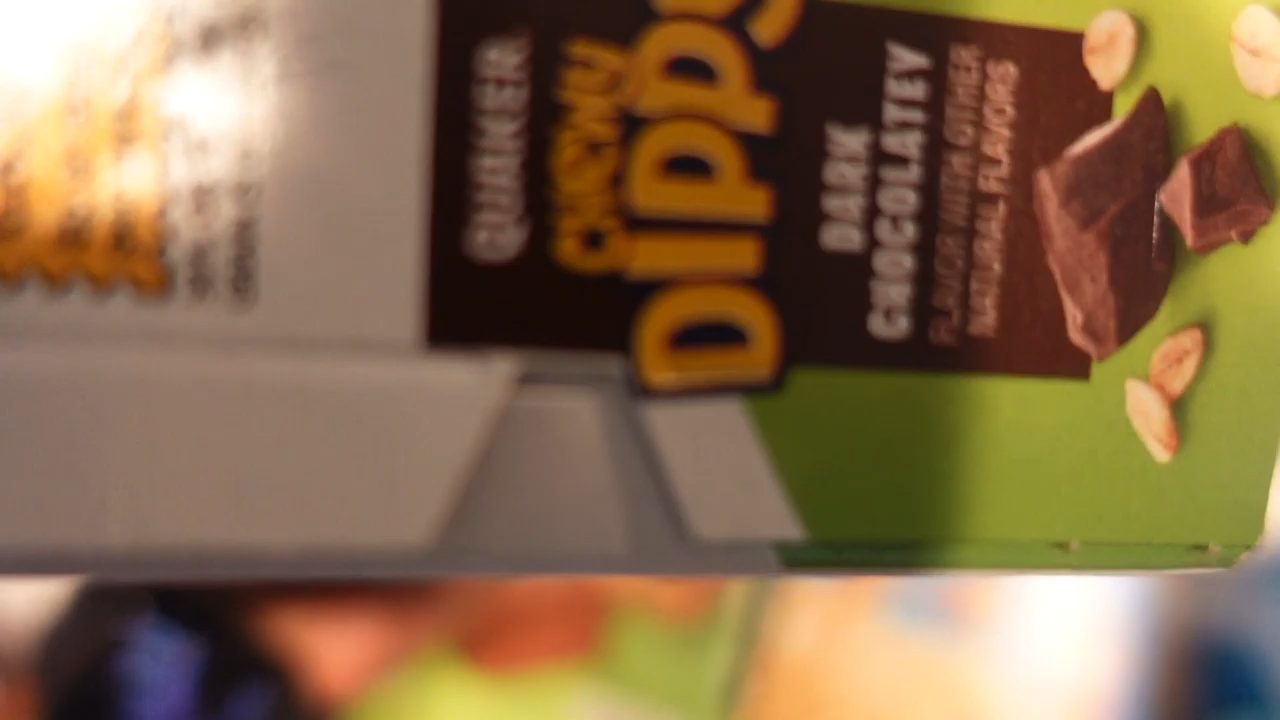 QUAKER
CHEWY
DIPPS
DARK
CHOCOLATEY
FLAVOR WITH OTHER
NATURAL FLAVORS